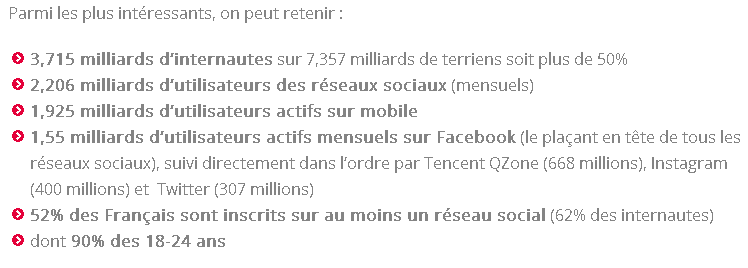 Parmi les plus intéressants, on peut retenir :
3,715 milliards d’internautes sur 7,357 milliards de terriens soit plus de 50%
2,206 milliards d’utilisateurs des réseaux sociaux (mensuels)
1,925 milliards d’utilisateurs actifs sur mobile
1,55 milliards d’utilisateurs actifs mensuels sur Facebook (le plaçant en tête de tous les
réseaux sociaux), suivi directement dans l’ordre par Tencent QZone (668 millions), Instagram
(400 millions) et  Twitter (307 millions)
52% des Français sont inscrits sur au moins un réseau social (62% des internautes)
dont 90% des 18-24 ans